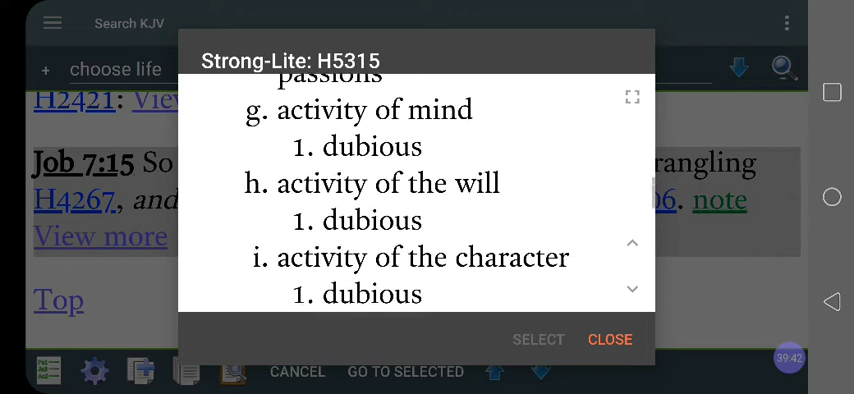 Search KJV
Strong-Lite: H5315
+ choose life
passions
g. activity of mind
1. dubious
h. activity of the will
1. dubious
i. activity of the character
1. dubious
H2421: View
Job 7:15 So rangling
H4267, and 06. note
View more
Top
SELECT CLOSE
39:42
CANCEL GO TO SELECTED